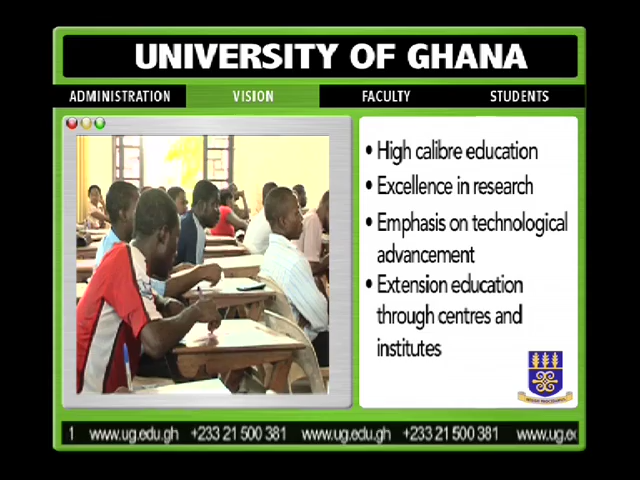 UNIVERSITY OF GHANA
ADMINISTRATION VISION FACULTY STUDENTS
• High calibre education
• Excellence in research
• Emphasis on technological
advancement
• Extension education
through centres and
institutes
1 www.ug.edu.gh +233 21 500 381 www.ug.edu.gh +233 21 500 381 www.ug.e